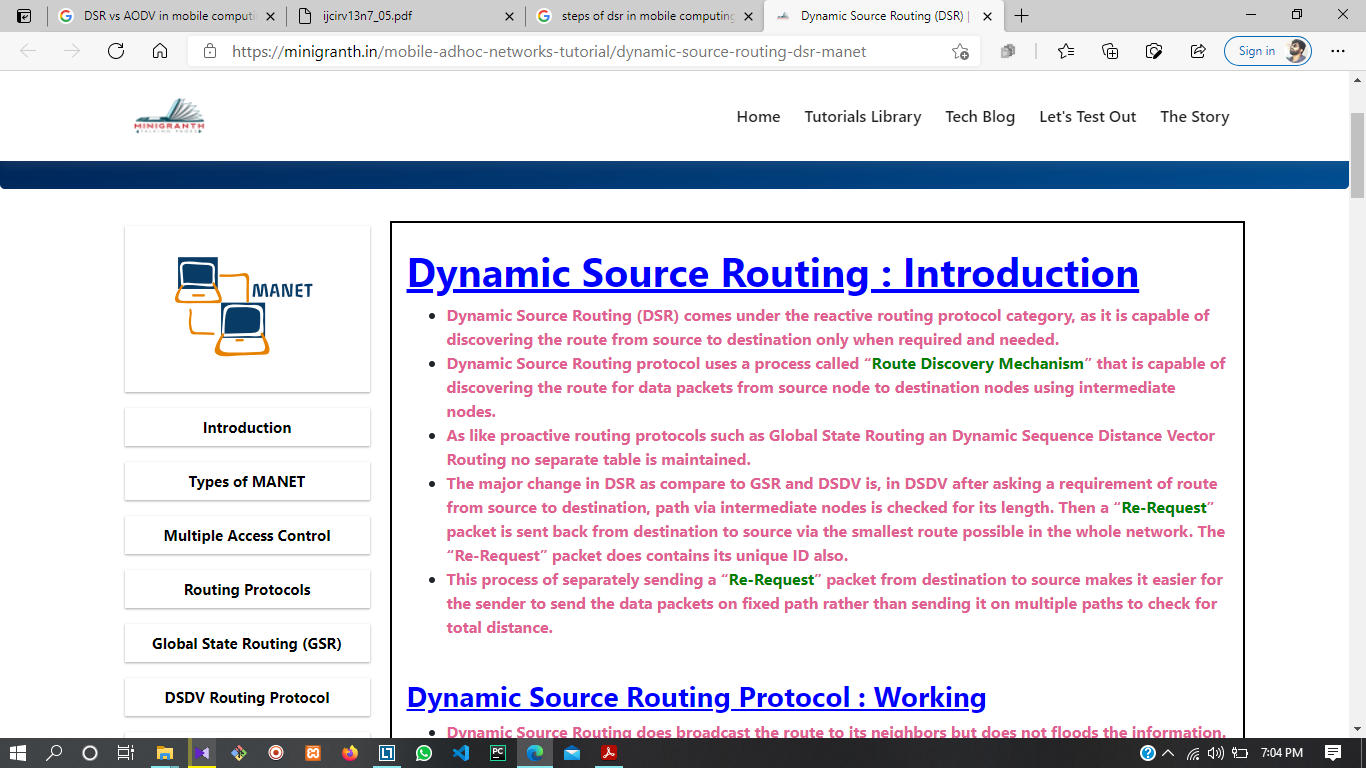 DSR vs AODV in mobile computi
ijcirv13n7_05.pdf
steps of dsr in mobile computing
Dynamic Source Routing (DSR) |
https://minigranth.in/mobile-adhoc-networks-tutorial/dynamic-source-routing-dsr-manet
Sign in
MINIGRANTH
Home
Tutorials Library
Tech Blog
Let's Test Out
The Story
MANET
Introduction
Types of MANET
Multiple Access Control
Routing Protocols
Global State Routing (GSR)
DSDV Routing Protocol
Dynamic Source Routing : Introduction
Dynamic Source Routing (DSR) comes under the reactive routing protocol category, as it is capable of
discovering the route from source to destination only when required and needed.
Dynamic Source Routing protocol uses a process called “Route Discovery Mechanism” that is capable of
discovering the route for data packets from source node to destination nodes using intermediate
nodes.
As like proactive routing protocols such as Global State Routing an Dynamic Sequence Distance Vector
Routing no separate table is maintained.
The major change in DSR as compare to GSR and DSDV is, in DSDV after asking a requirement of route
from source to destination, path via intermediate nodes is checked for its length. Then a “Re-Request”
packet is sent back from destination to source via the smallest route possible in the whole network. The
“Re-Request” packet does contains its unique ID also.
This process of separately sending a “Re-Request” packet from destination to source makes it easier for
the sender to send the data packets on fixed path rather than sending it on multiple paths to check for
total distance.
Dynamic Source Routing Protocol : Working
Dynamic Source Routing does broadcast the route to its neighbors but does not floods the information.
7:04 PM